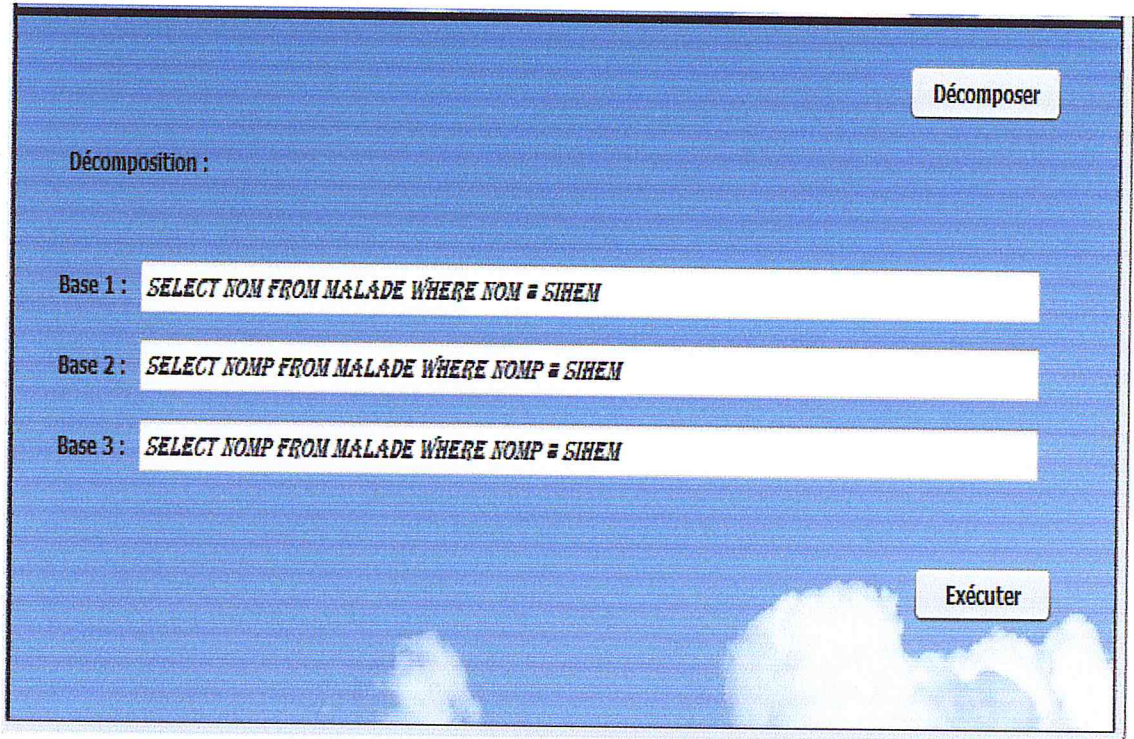 Décomposer
Décomposition :
Base 1 : SELECT NOM FROM MALADE WHERE NOM = SIHEM
Base 2 : SELECT NOMP FROM MALADE WHERE NOMP = SIHEM
Base 3 : SELECT NOMP FROM MALADE WHERE NOMP = SIHEM
Exécuter